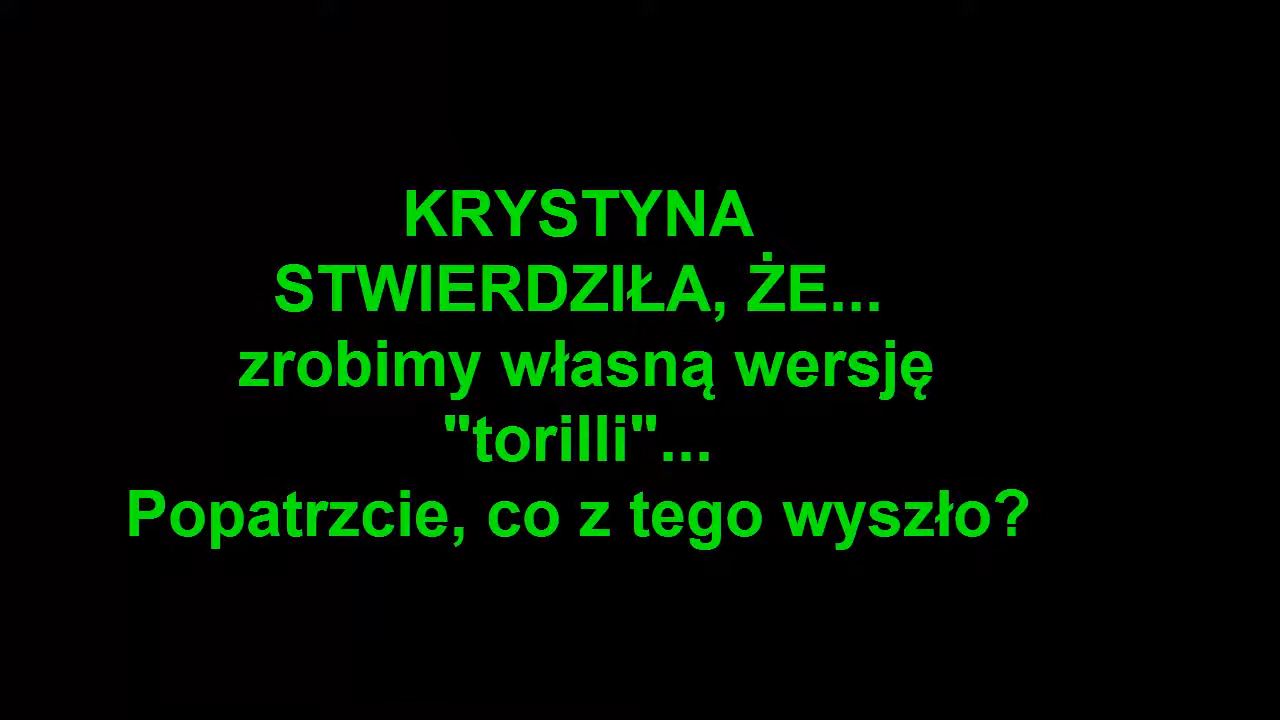 KRYSTYNA
STWIERDZIŁA, ŻE...
zrobimy własną wersję
"torilli"...
Popatrzcie, co z tego wyszło?